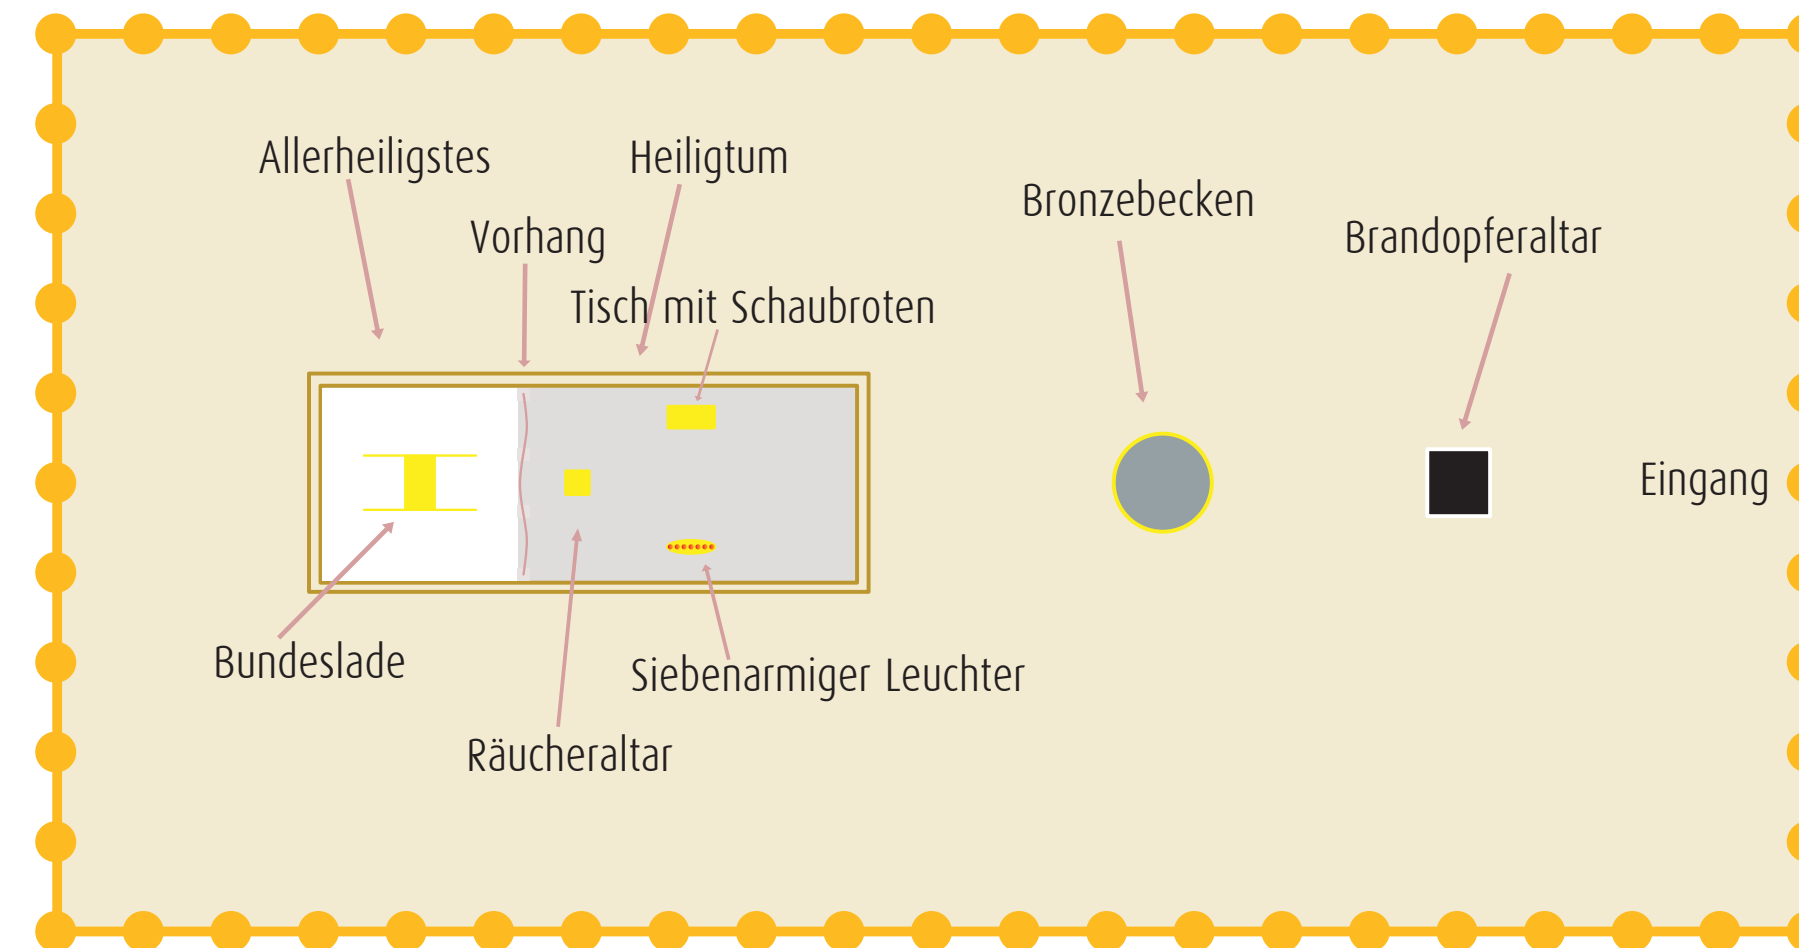 Allerheiligstes
Heiligtum
Vorhang
Tisch mit Schaubroten
Bronzebecken
Brandopferaltar
Eingang
Bundeslade
Siebenarmiger Leuchter
Räucheraltar